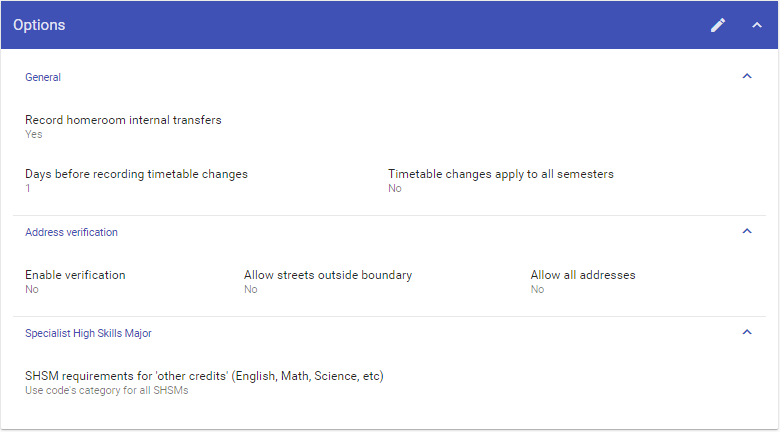 Options
General
Record homeroom internal transfers
Yes
Days before recording timetable changes Timetable changes apply to all semesters
1 No
Address verification
Enable verification Allow streets outside boundary Allow all addresses
No No No
Specialist High Skills Major
SHSM requirements for 'other credits' (English, Math, Science, etc)
Use code's category for all SHSMs